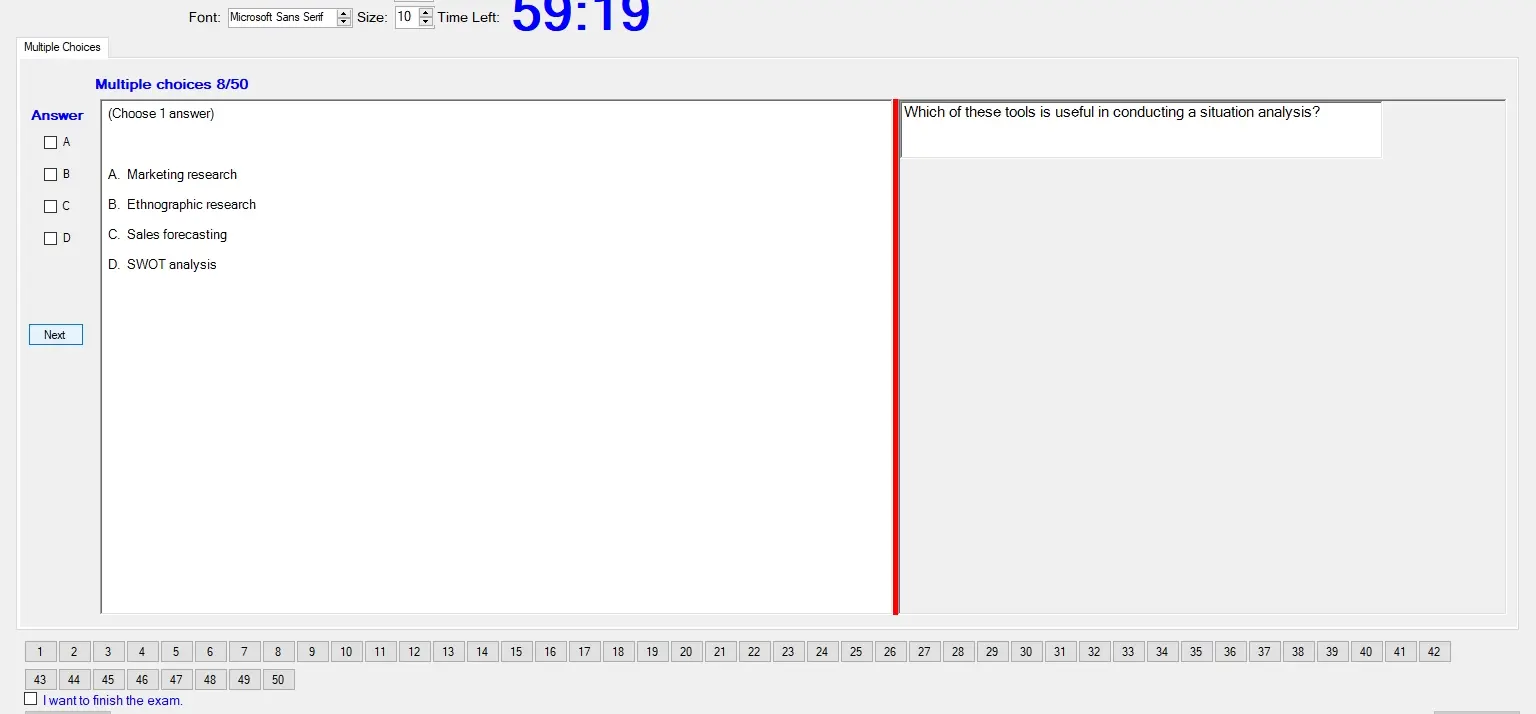 Font: Microsoft Sans Serif Size: 10 Time Left: 59:19
Multiple Choices
Multiple choices 8/50
Answer
A
B
C
D
Next
(Choose 1 answer)
A. Marketing research
B. Ethnographic research
C. Sales forecasting
D. SWOT analysis
Which of these tools is useful in conducting a situation analysis?
1 2 3 4 5 6 7 8 9 10 11 12 13 14 15 16 17 18 19 20 21 22 23 24 25 26 27 28 29 30 31 32 33 34 35 36 37 38 39 40 41 42
43 44 45 46 47 48 49 50
I want to finish the exam.